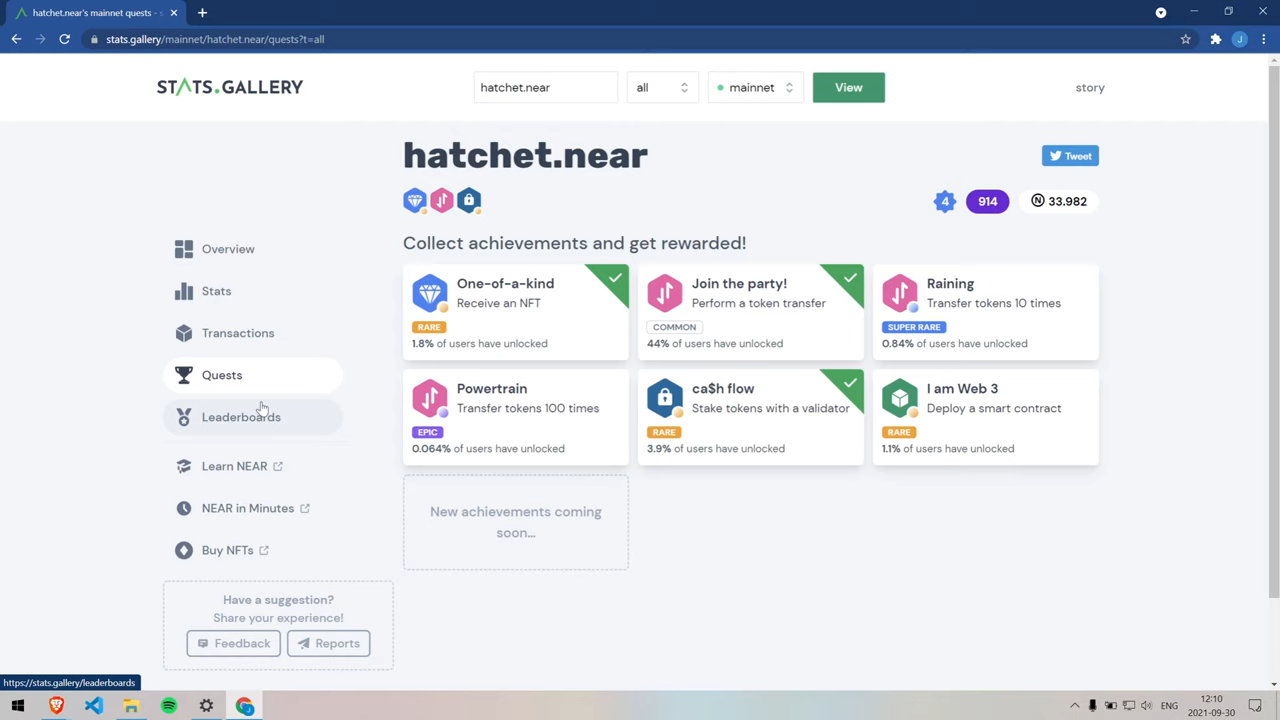 hatchet.near's mainnet quests - s
stats.gallery/mainnet/hatchet.near/quests?t=all
J
STATS.GALLERY
hatchet.near
all
mainnet
View
story
hatchet.near
Tweet
4
914
33.982
Collect achievements and get rewarded!
Overview
Stats
Transactions
Quests
Leaderboards
Learn NEAR
NEAR in Minutes
Buy NFTs
Have a suggestion?
Share your experience!
Feedback
Reports
One-of-a-kind
Receive an NFT
RARE
1.8% of users have unlocked
Join the party!
Perform a token transfer
COMMON
44% of users have unlocked
Raining
Transfer tokens 10 times
SUPER RARE
0.84% of users have unlocked
Powertrain
Transfer tokens 100 times
EPIC
0.064% of users have unlocked
ca$h flow
Stake tokens with a validator
RARE
3.9% of users have unlocked
I am Web 3
Deploy a smart contract
RARE
1.1% of users have unlocked
New achievements coming
soon...
https://stats.gallery/leaderboards
ENG
12:10
2021-09-30